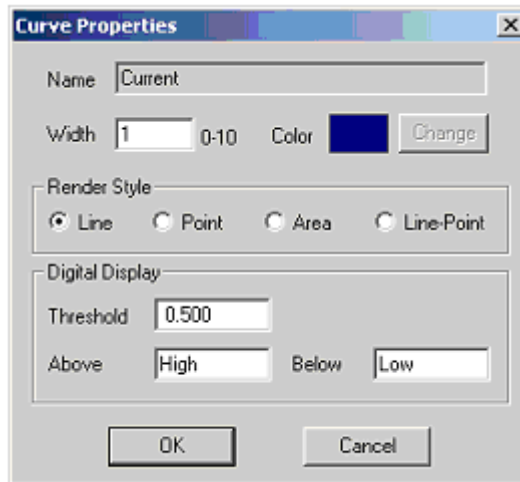 Curve Properties
Name Current
Width 1 0-10 Color Change
Render Style
Line Point Area Line-Point
Digital Display
Threshold 0.500
Above High Below Low
OK Cancel